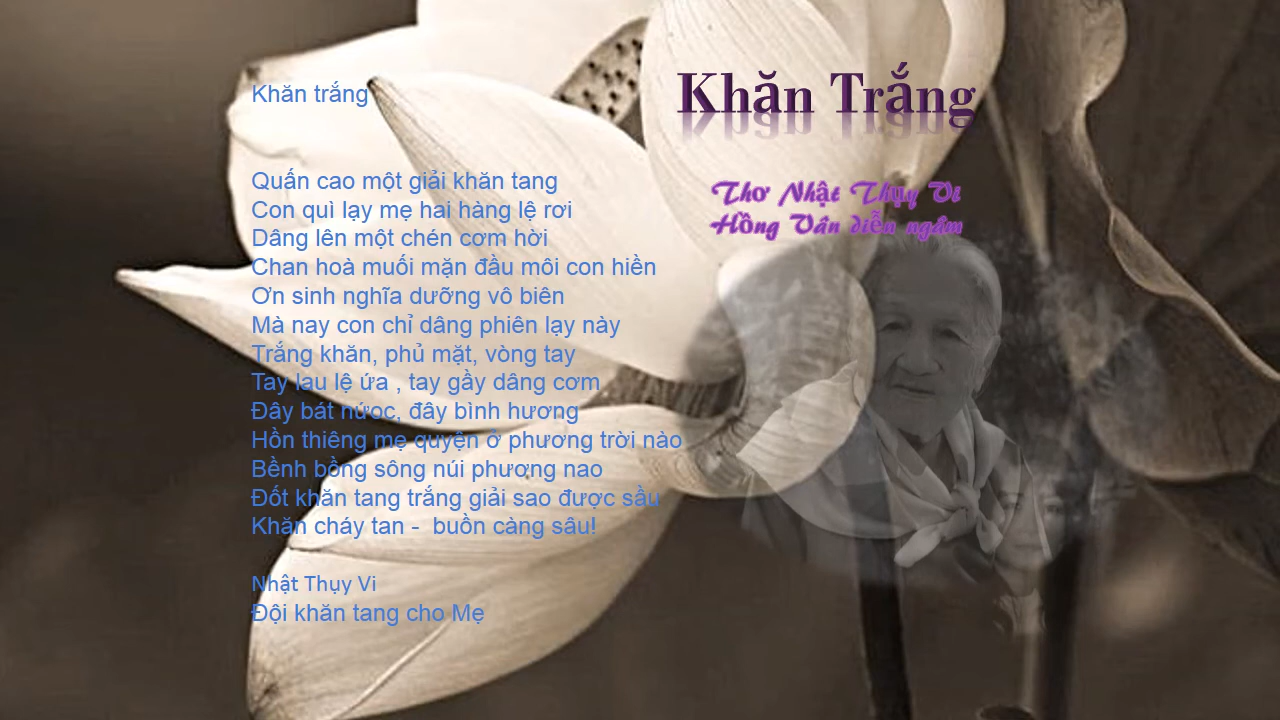 Khăn trắng
Quấn cao một giải khăn tang
Con quì lạy mẹ hai hàng lệ rơi
Dâng lên một chén cơm hời
Chan hoà muối mặn đầu môi con hiền
Ơn sinh nghĩa dưỡng vô biên
Mà nay con chỉ dâng phiên lạy này
Trắng khăn, phủ mặt, vòng tay
Tay lau lệ ứa , tay gầy dâng cơm
Đây bát nứoc, đây bình hương
Hồn thiêng mẹ quyện ở phương trời nào
Bềnh bồng sông núi phương nao
Đốt khăn tang trắng giải sao được sầu
Khăn cháy tan -  buồn càng sâu!
Nhật Thụy Vi
Đội khăn tang cho Mẹ
Khăn Trắng
Thơ Nhật Thụy Vi
Hồng Vân diễn ngâm